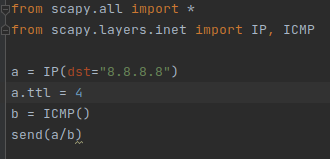 from scapy.all import *
from scapy.layers.inet import IP, ICMP
a = IP(dst="8.8.8.8")
a.ttl = 4
b = ICMP()
send(a/b)